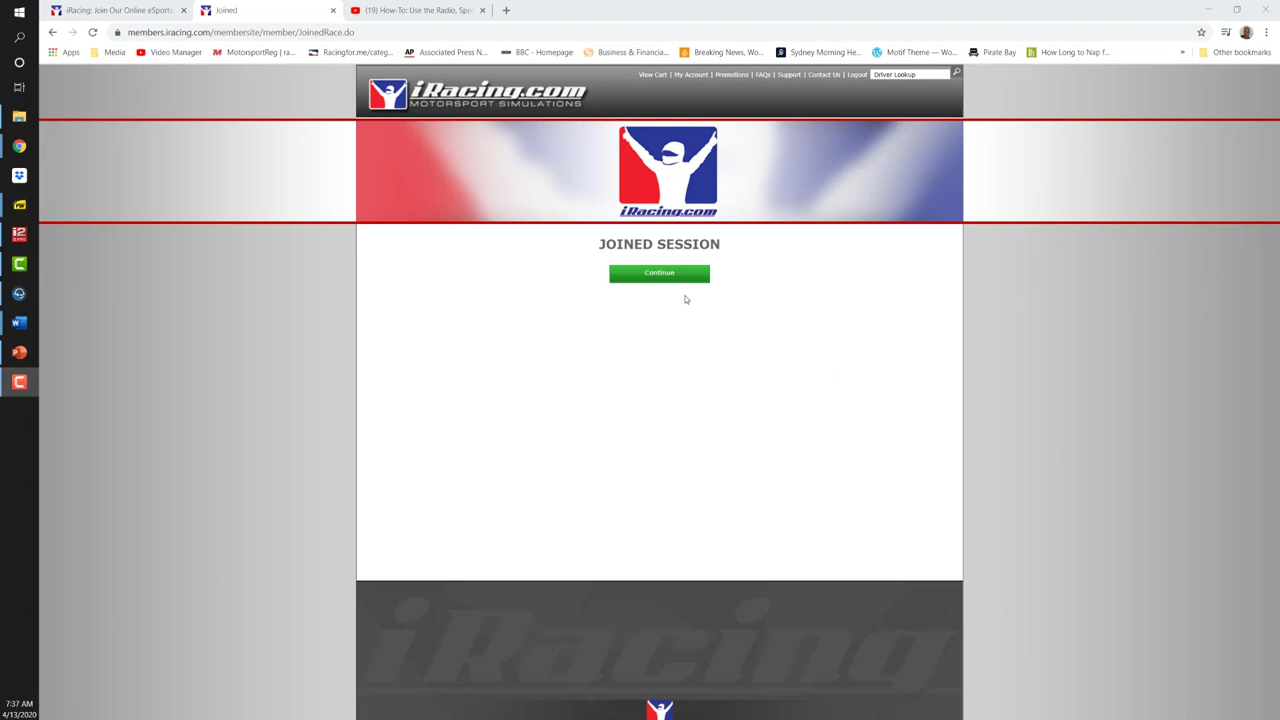 iRacing: Join Our Online eSports
Joined
(19) How-To: Use the Radio, Spe
members.iracing.com/membersite/member/JoinedRace.do
Apps
Media
Video Manager
MotorsportReg | ra...
Racingfor.me/categ...
Associated Press N...
BBC - Homepage
Business & Financia...
Breaking News, Wo...
Sydney Morning He...
Motif Theme — Wo...
Pirate Bay
How Long to Nap f...
»
Other bookmarks
View Cart | My Account | Promotions | FAQs | Support | Contact Us | Logout
Driver Lookup
iRacing.com
MOTORSPORT SIMULATIONS
iRacing.com
JOINED SESSION
Continue
iRacing
7:37 AM
4/13/2020